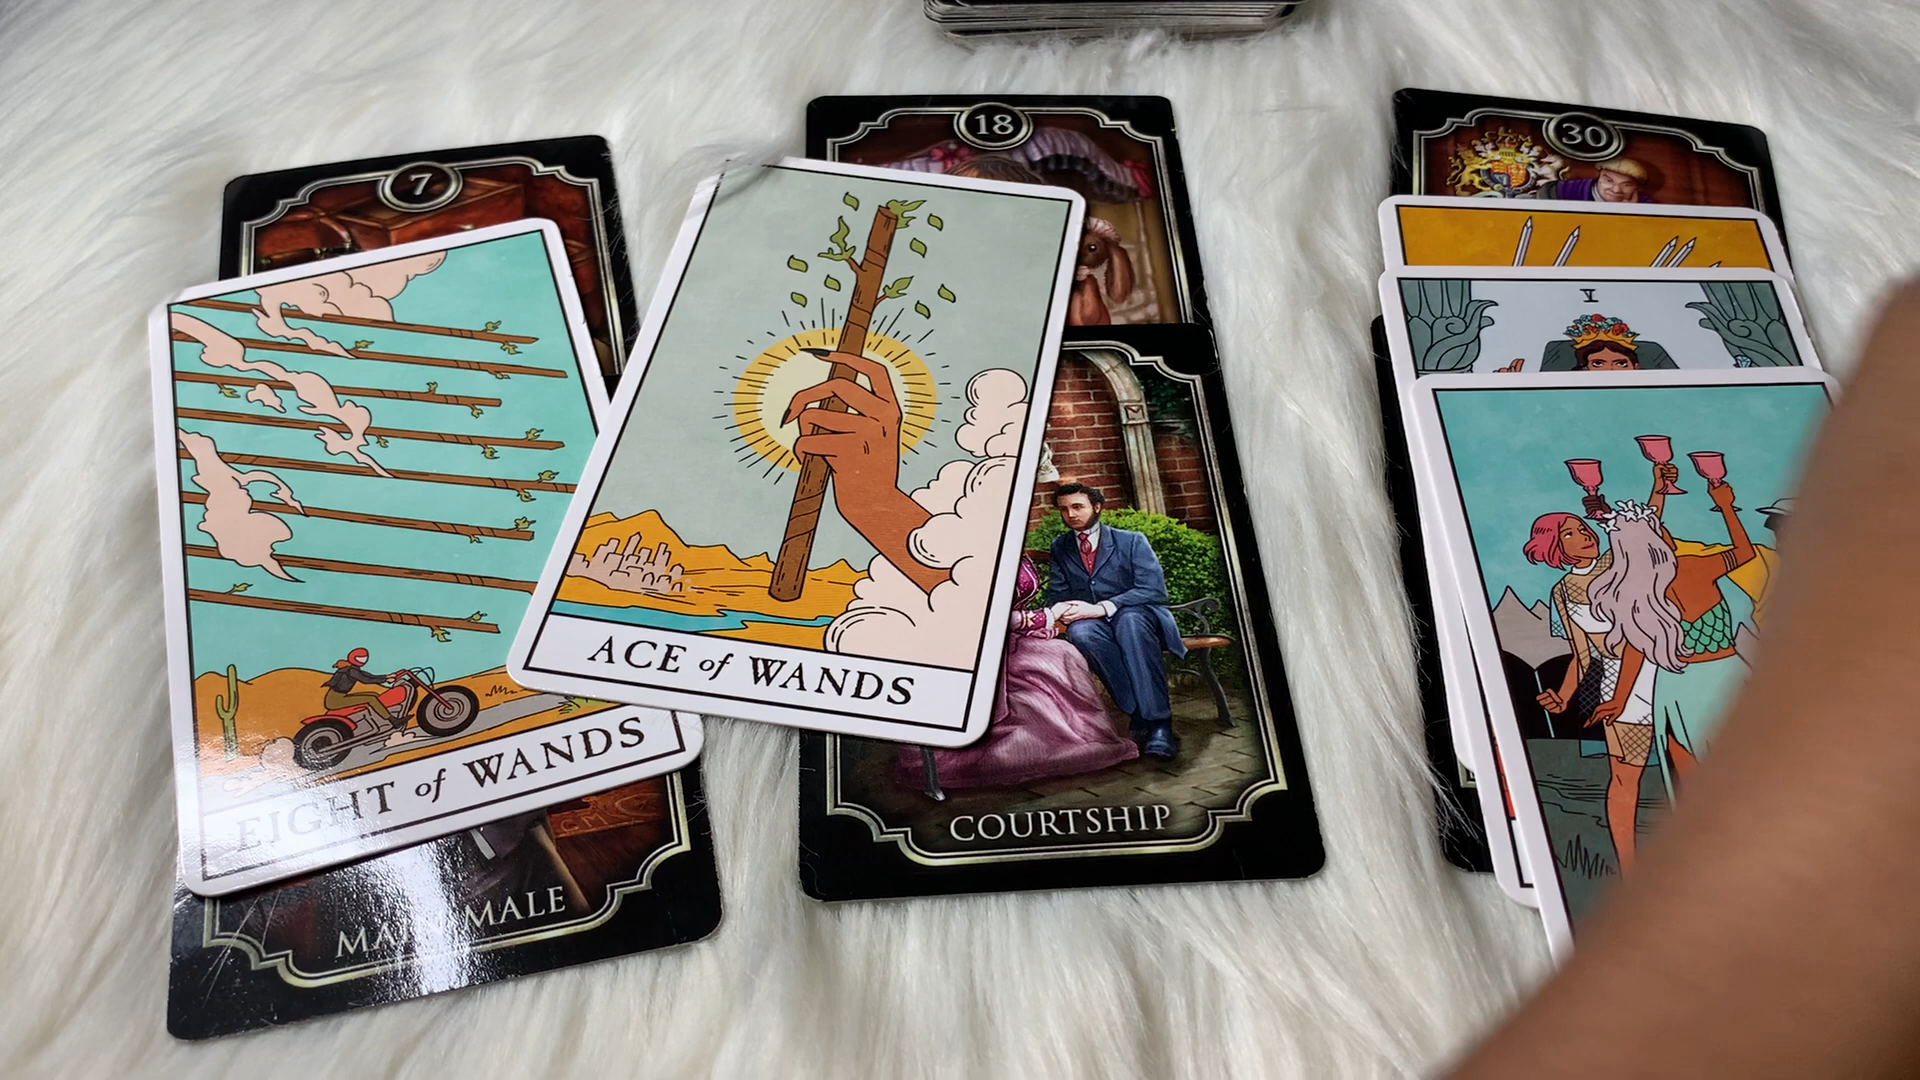 7
18
30
V
ACE of WANDS
EIGHT of WANDS
COURTSHIP
MALE